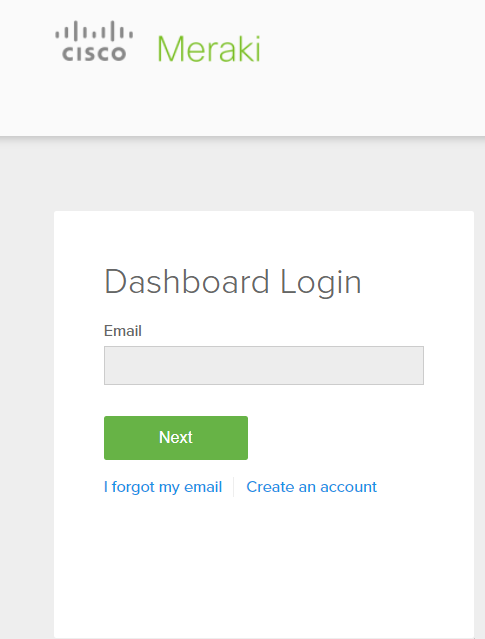 CISCO Meraki
Dashboard Login
Email
Next
I forgot my email Create an account